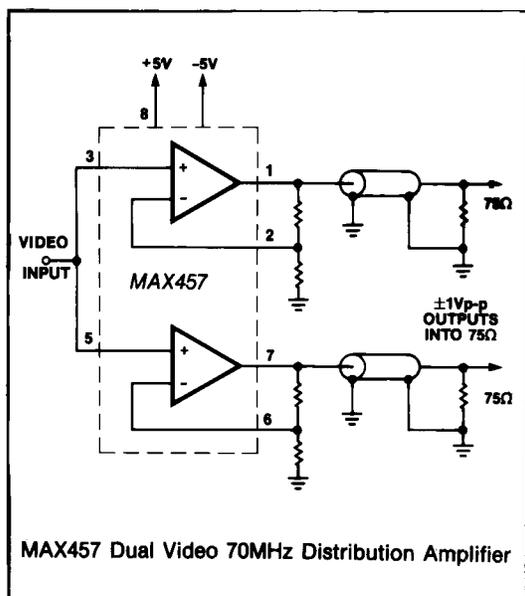 +5V -5V
8
3 + 1
-
2
VIDEO
INPUT
MAX457
75Ω
±1Vp-p
OUTPUTS
INTO 75Ω
5 + 7
-
6
75Ω
MAX457 Dual Video 70MHz Distribution Amplifier